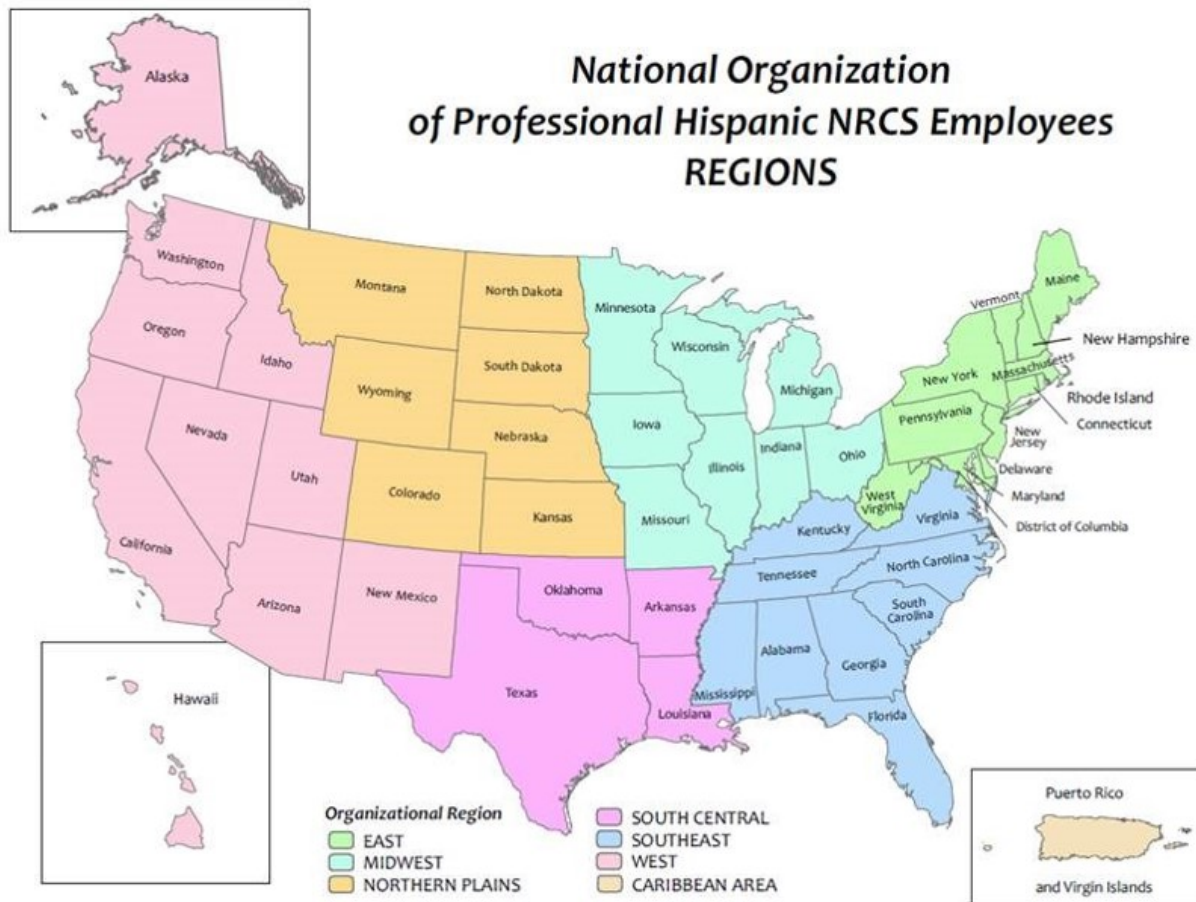 National Organization
of Professional Hispanic NRCS Employees
REGIONS
Alaska
Washington
Oregon
Idaho
Montana
North Dakota
South Dakota
Wyoming
Nebraska
Nevada
Utah
Colorado
Kansas
California
Arizona
New Mexico
Minnesota
Wisconsin
Michigan
Iowa
Illinois
Indiana
Ohio
Missouri
Maine
Vermont
New Hampshire
New York
Massachusetts
Rhode Island
Connecticut
Pennsylvania
New
Jersey
Delaware
Maryland
District of Columbia
West
Virginia
Virginia
Kentucky
Tennessee
North Carolina
South
Carolina
Oklahoma
Arkansas
Texas
Louisiana
Mississippi
Alabama
Georgia
Florida
Hawaii
Organizational Region
EAST
MIDWEST
NORTHERN PLAINS
SOUTH CENTRAL
SOUTHEAST
WEST
CARIBBEAN AREA
Puerto Rico
and Virgin Islands